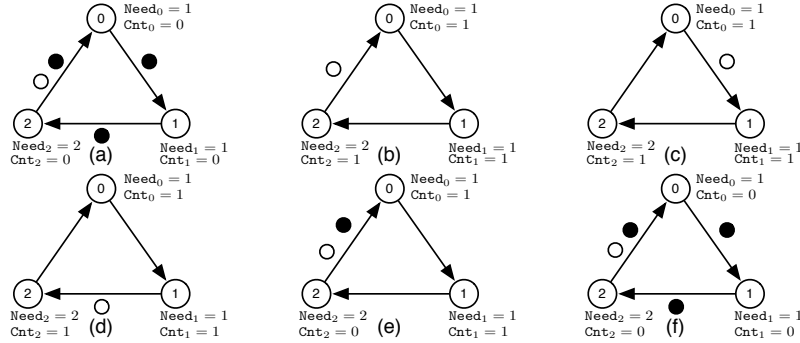 0
Need₀ = 1
Cnt₀ = 0
2
1
Need₂ = 2
Cnt₂ = 0
(a)
Need₁ = 1
Cnt₁ = 0
0
Need₀ = 1
Cnt₀ = 1
2
1
Need₂ = 2
Cnt₂ = 1
(b)
Need₁ = 1
Cnt₁ = 1
0
Need₀ = 1
Cnt₀ = 1
2
1
Need₂ = 2
Cnt₂ = 1
(c)
Need₁ = 1
Cnt₁ = 1
0
Need₀ = 1
Cnt₀ = 1
2
1
Need₂ = 2
Cnt₂ = 1
(d)
Need₁ = 1
Cnt₁ = 1
0
Need₀ = 1
Cnt₀ = 1
2
1
Need₂ = 2
Cnt₂ = 0
(e)
Need₁ = 1
Cnt₁ = 1
0
Need₀ = 1
Cnt₀ = 0
2
1
Need₂ = 2
Cnt₂ = 0
(f)
Need₁ = 1
Cnt₁ = 0